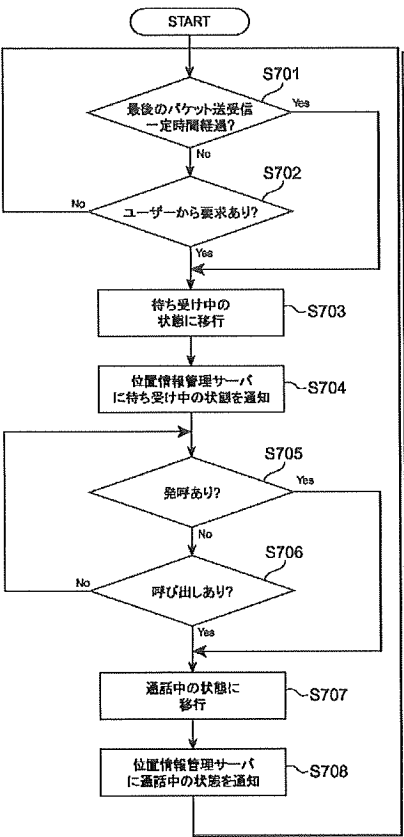 START
S701
最後のパケット送受信
一定時間経過?
Yes
No
S702
ユーザーから要求あり?
No
Yes
待ち受け中の
状態に移行
S703
位置情報管理サーバ
に待ち受け中の状態を通知
S704
S705
発呼あり?
Yes
No
S706
呼び出しあり?
No
Yes
通話中の状態に
移行
S707
位置情報管理サーバ
に通話中の状態を通知
S708